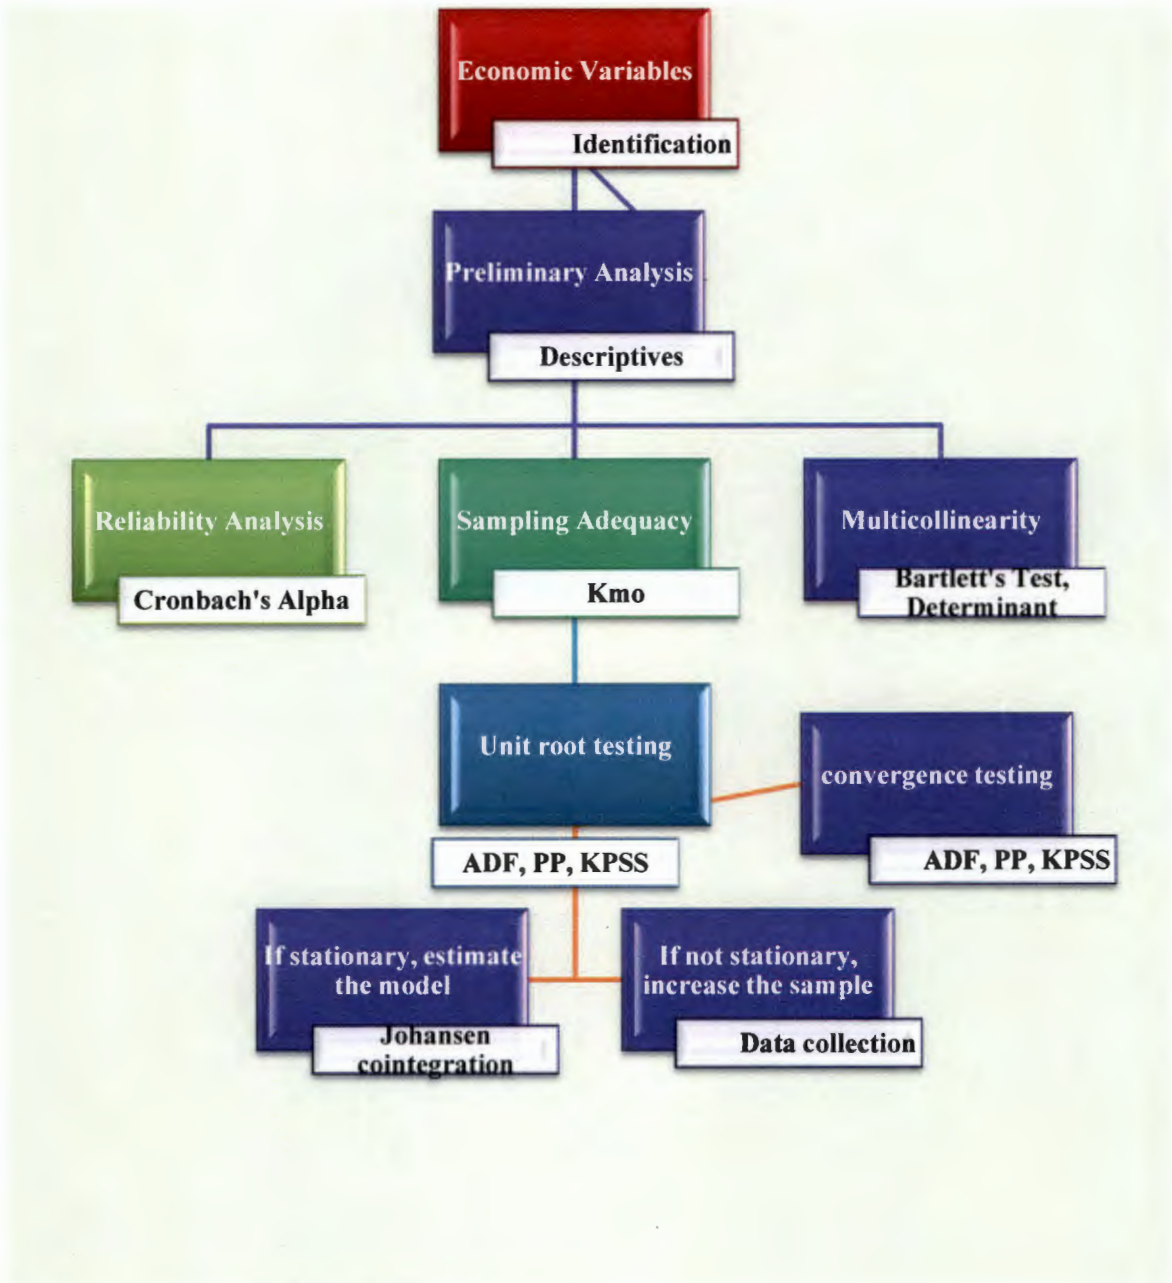 Economic Variables
Identification
Preliminary Analysis
Descriptives
Reliability Analysis
Cronbach's Alpha
Sampling Adequacy
Kmo
Multicollinearity
Bartlett's Test,
Determinant
Unit root testing
ADF, PP, KPSS
convergence testing
ADF, PP, KPSS
If stationary, estimate
the model
Johansen
cointegration
If not stationary,
increase the sample
Data collection